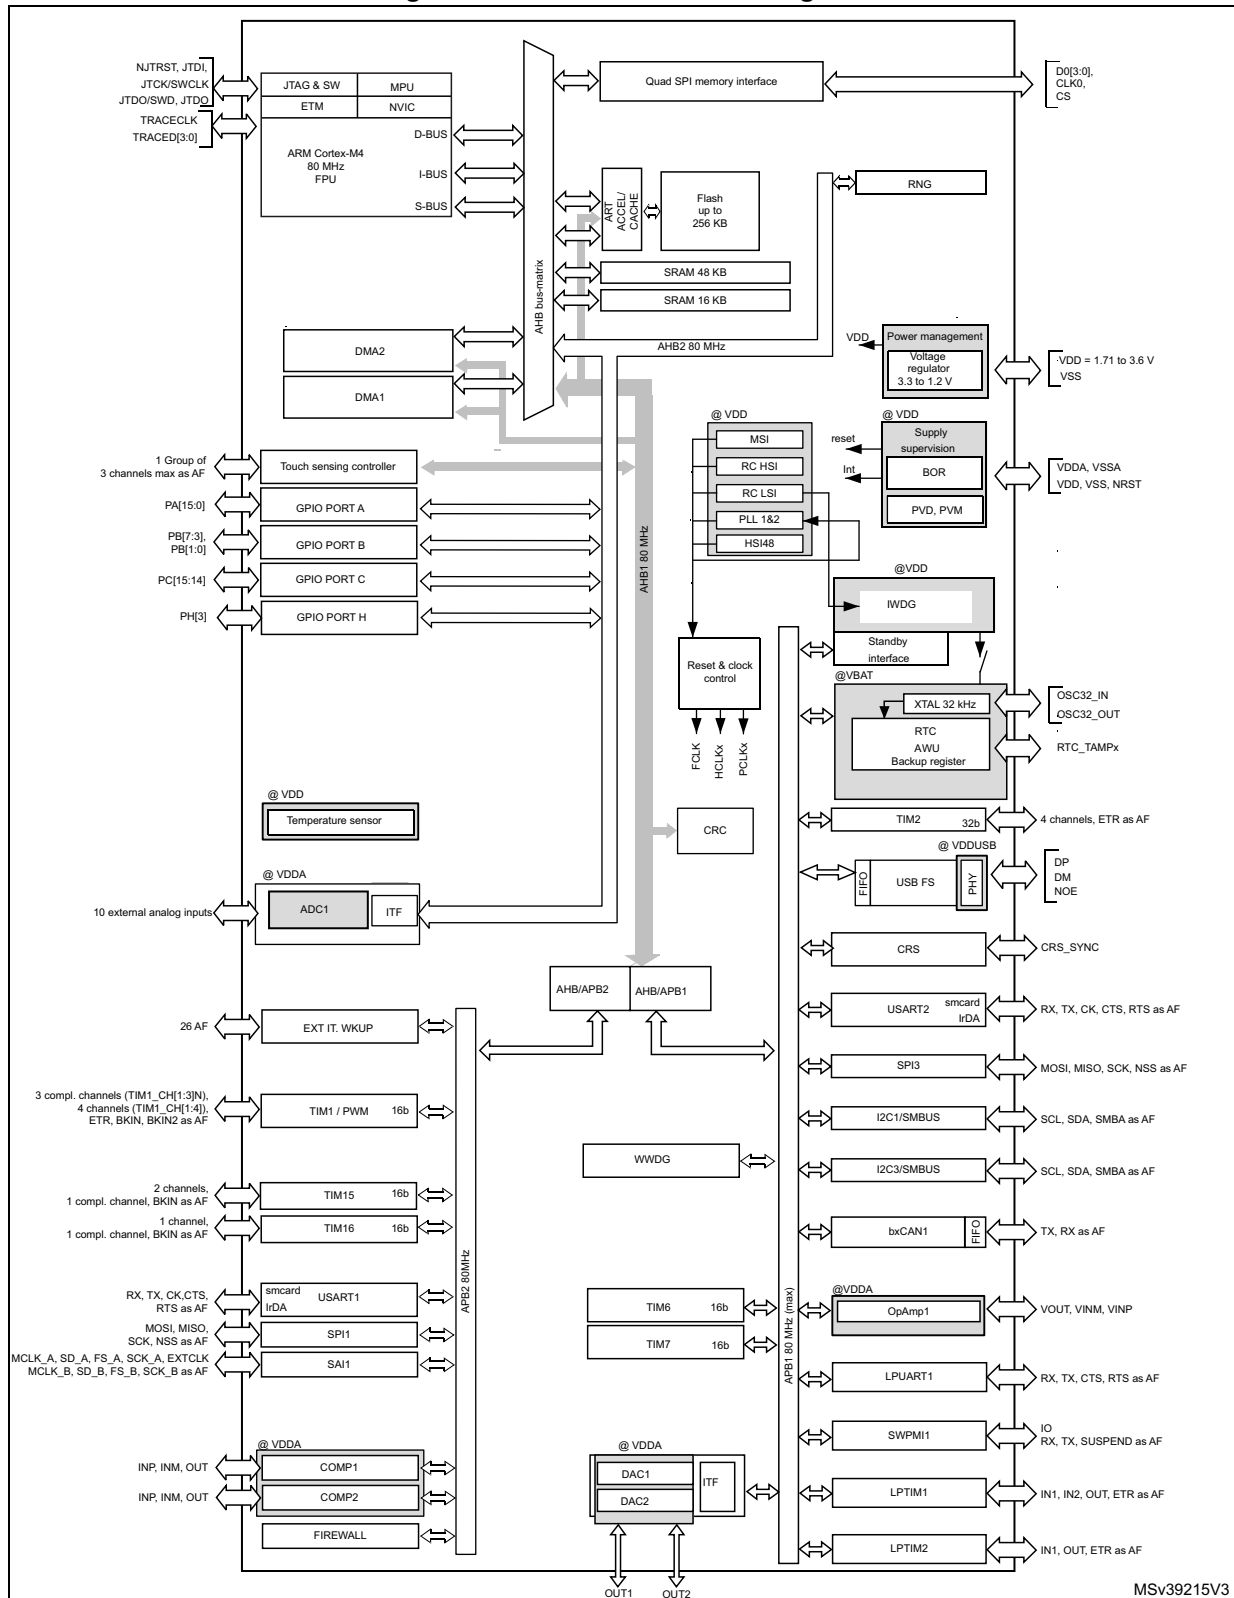 NJTRST, JTDI,
JTCK/SWCLK
JTDO/SWD, JTDO
TRACECLK
TRACED[3:0]
JTAG & SW
MPU
ETM
NVIC
ARM Cortex-M4
80 MHz
FPU
D-BUS
I-BUS
S-BUS
AHB bus-matrix
Quad SPI memory interface
D0[3:0],
CLK0,
CS
ART
ACCEL/
CACHE
Flash
up to
256 KB
RNG
SRAM 48 KB
SRAM 16 KB
AHB2 80 MHz
DMA2
DMA1
VDD
Power management
Voltage
regulator
3.3 to 1.2 V
VDD = 1.71 to 3.6 V
VSS
@ VDD
MSI
RC HSI
RC LSI
PLL 1&2
HSI48
@ VDD
reset
Int
Supply
supervision
BOR
PVD, PVM
VDDA, VSSA
VDD, VSS, NRST
1 Group of
3 channels max as AF
Touch sensing controller
PA[15:0]
GPIO PORT A
PB[7:3],
PB[1:0]
GPIO PORT B
PC[15:14]
GPIO PORT C
PH[3]
GPIO PORT H
AHB1 80 MHz
@VDD
IWDG
Standby
interface
Reset & clock
control
FCLK
HCLKx
PCLKx
@VBAT
XTAL 32 kHz
RTC
AWU
Backup register
OSC32_IN
OSC32_OUT
RTC_TAMPx
@ VDD
Temperature sensor
CRC
TIM2
32b
4 channels, ETR as AF
@ VDDUSB
FIFO
USB FS
PHY
DP
DM
NOE
@ VDDA
10 external analog inputs
ADC1
ITF
CRS
CRS_SYNC
AHB/APB2
AHB/APB1
26 AF
EXT IT. WKUP
USART2
smcard
IrDA
RX, TX, CK, CTS, RTS as AF
SPI3
MOSI, MISO, SCK, NSS as AF
3 compl. channels (TIM1_CH[1:3]N),
4 channels (TIM1_CH[1:4]),
ETR, BKIN, BKIN2 as AF
TIM1 / PWM
16b
I2C1/SMBUS
SCL, SDA, SMBA as AF
WWDG
I2C3/SMBUS
SCL, SDA, SMBA as AF
2 channels,
1 compl. channel, BKIN as AF
TIM15
16b
1 channel,
1 compl. channel, BKIN as AF
TIM16
16b
bxCAN1
FIFO
TX, RX as AF
APB2 80MHz
APB1 80 MHz (max)
RX, TX, CK,CTS,
RTS as AF
smcard
IrDA
USART1
MOSI, MISO,
SCK, NSS as AF
SPI1
MCLK_A, SD_A, FS_A, SCK_A, EXTCLK
MCLK_B, SD_B, FS_B, SCK_B as AF
SAI1
TIM6
16b
TIM7
16b
@VDDA
OpAmp1
VOUT, VINM, VINP
LPUART1
RX, TX, CTS, RTS as AF
SWPMI1
IO
RX, TX, SUSPEND as AF
@ VDDA
INP, INM, OUT
COMP1
INP, INM, OUT
COMP2
FIREWALL
@ VDDA
DAC1
DAC2
ITF
OUT1
OUT2
LPTIM1
IN1, IN2, OUT, ETR as AF
LPTIM2
IN1, OUT, ETR as AF
MSv39215V3